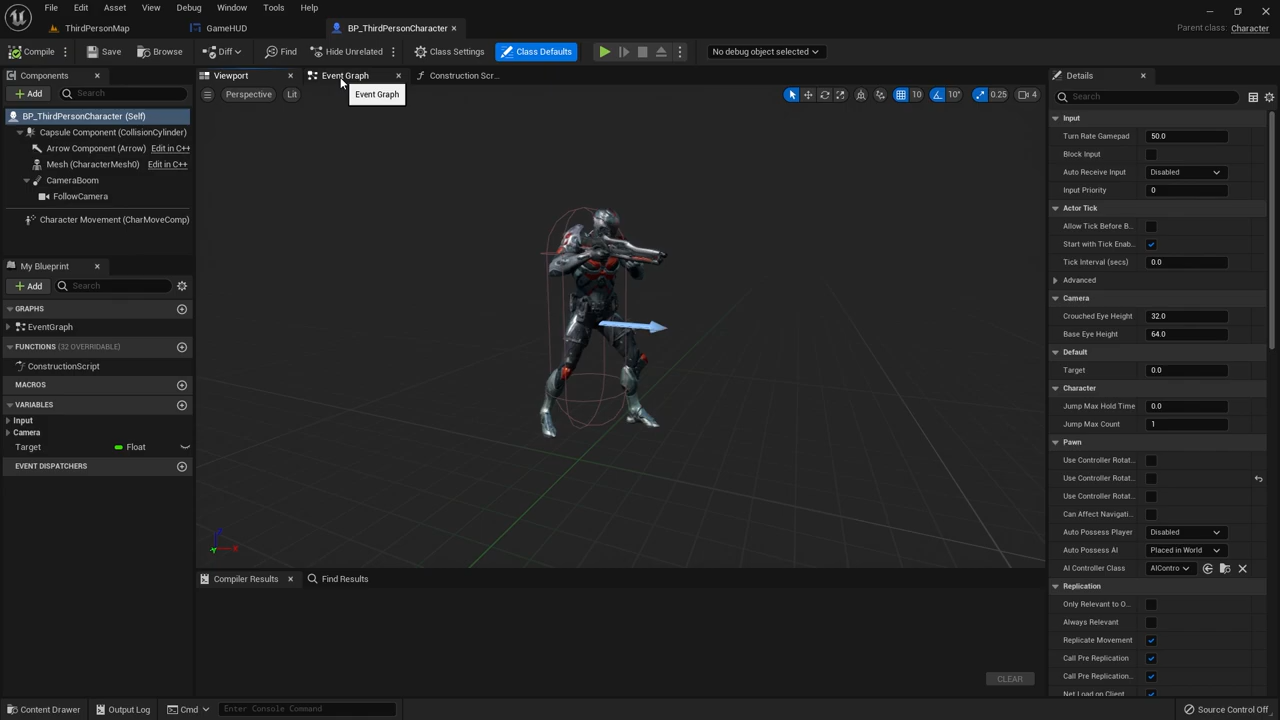 File Edit Asset View Debug Window Tools Help
ThirdPersonMap GameHUD BP_ThirdPersonCharacter Parent class: Character
Compile Save Browse Diff Find Hide Unrelated Class Settings Class Defaults No debug object selected
Components
Add Search
BP_ThirdPersonCharacter (Self)
Capsule Component (CollisionCylinder)
Arrow Component (Arrow) Edit in C++
Mesh (CharacterMesh0) Edit in C++
CameraBoom
FollowCamera
Character Movement (CharMoveComp)
My Blueprint
Add Search
GRAPHS
EventGraph
FUNCTIONS (32 OVERRIDABLE)
ConstructionScript
MACROS
VARIABLES
Input
Camera
Target Float
EVENT DISPATCHERS
Viewport Event Graph Construction Scr...
Perspective Lit 10 10° 0.25 4
Event Graph
Compiler Results Find Results
CLEAR
Details
Search
Input
Turn Rate Gamepad 50.0
Block Input
Auto Receive Input Disabled
Input Priority 0
Actor Tick
Allow Tick Before B...
Start with Tick Enab...
Tick Interval (secs) 0.0
Advanced
Camera
Crouched Eye Height 32.0
Base Eye Height 64.0
Default
Target 0.0
Character
Jump Max Hold Time 0.0
Jump Max Count 1
Pawn
Use Controller Rotat...
Use Controller Rotat...
Use Controller Rotat...
Can Affect Navigati...
Auto Possess Player Disabled
Auto Possess AI Placed in World
AI Controller Class AIContro
Replication
Only Relevant to O...
Always Relevant
Replicate Movement
Call Pre Replication
Call Pre Replication...
Net Load on Client
Content Drawer Output Log Cmd Enter Console Command Source Control Off